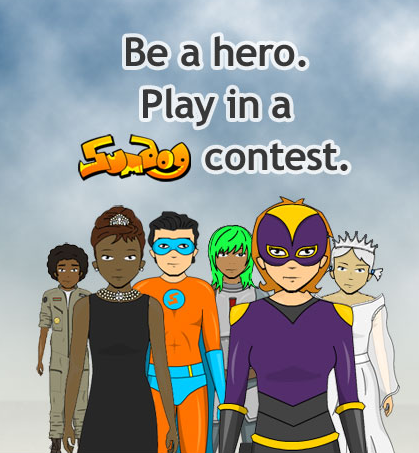 Be a hero.
Play in a
Sumdog contest.
S